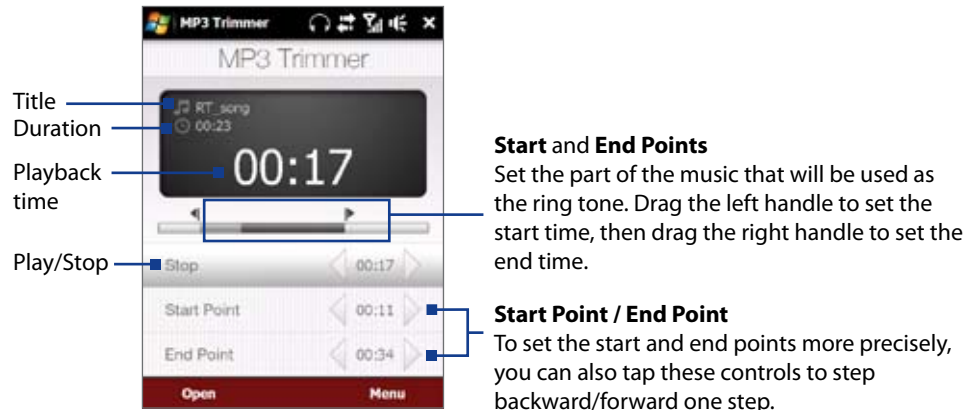 MP3 Trimmer
MP3 Trimmer
Title
RT_song
Duration
00:23
Playback
time
00:17
Play/Stop
Stop
00:17
Start Point
00:11
End Point
00:34
Open
Menu
Start and End Points
Set the part of the music that will be used as
the ring tone. Drag the left handle to set the
start time, then drag the right handle to set the
end time.
Start Point / End Point
To set the start and end points more precisely,
you can also tap these controls to step
backward/forward one step.